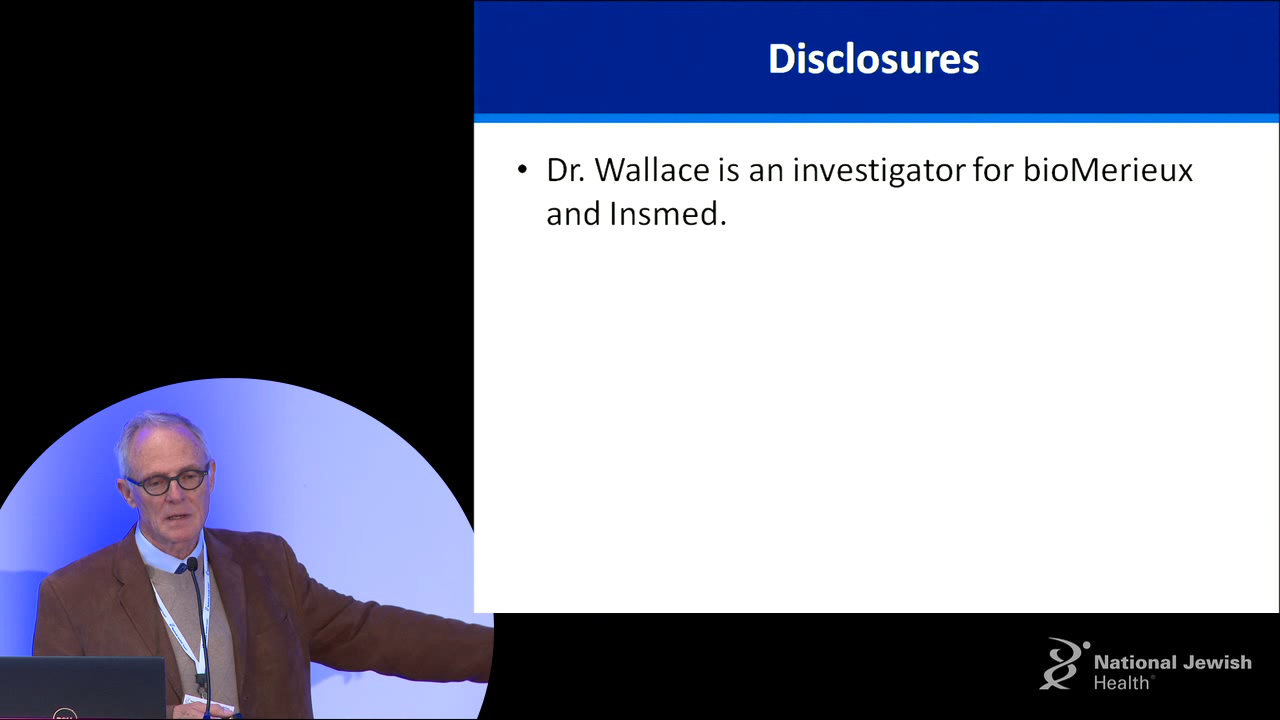 Disclosures
• Dr. Wallace is an investigator for bioMerieux
and Insmed.
National Jewish
Health®